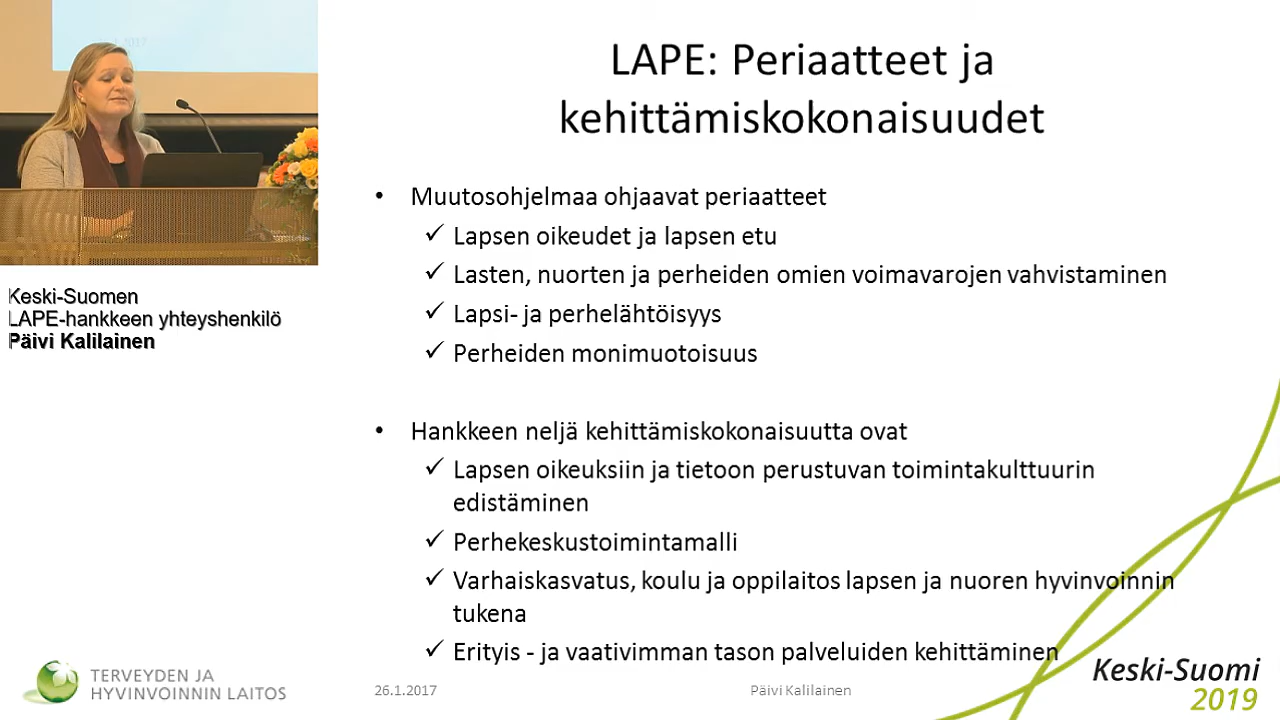 LAPE: Periaatteet ja
kehittämiskokonaisuudet
• Muutosohjelmaa ohjaavat periaatteet
✓ Lapsen oikeudet ja lapsen etu
✓ Lasten, nuorten ja perheiden omien voimavarojen vahvistaminen
✓ Lapsi- ja perhelähtöisyys
✓ Perheiden monimuotoisuus
• Hankkeen neljä kehittämiskokonaisuutta ovat
✓ Lapsen oikeuksiin ja tietoon perustuvan toimintakulttuurin
edistäminen
✓ Perhekeskustoimintamalli
✓ Varhaiskasvatus, koulu ja oppilaitos lapsen ja nuoren hyvinvoinnin
tukena
✓ Erityis - ja vaativimman tason palveluiden kehittäminen
Keski-Suomen
LAPE-hankkeen yhteyshenkilö
Päivi Kalilainen
TERVEYDEN JA
HYVINVOINNIN LAITOS
26.1.2017
Päivi Kalilainen
Keski-Suomi
2019